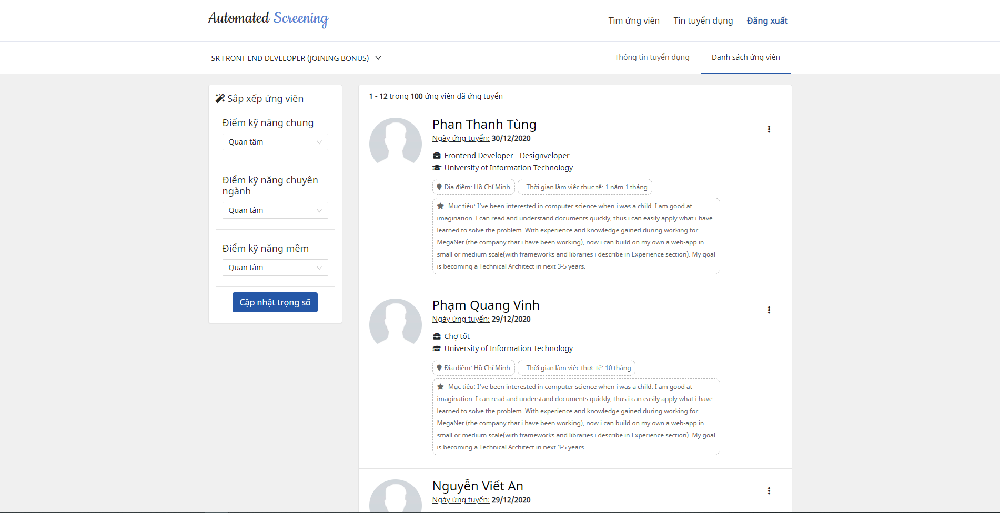 Automated Screening
Tìm ứng viên
Tin tuyển dụng
Đăng xuất
SR FRONT END DEVELOPER (JOINING BONUS)
Thông tin tuyển dụng
Danh sách ứng viên
Sắp xếp ứng viên
Điểm kỹ năng chung
Quan tâm
Điểm kỹ năng chuyên
ngành
Quan tâm
Điểm kỹ năng mềm
Quan tâm
Cập nhật trọng số
1 - 12 trong 100 ứng viên đã ứng tuyển
Phan Thanh Tùng
Ngày ứng tuyển: 30/12/2020
Frontend Developer - Designveloper
University of Information Technology
Địa điểm: Hồ Chí Minh
Thời gian làm việc thực tế: 1 năm 1 tháng
Mục tiêu: I've been interested in computer science when i was a child. I am good at
imagination. I can read and understand documents quickly, thus i can easily apply what i have
learned to solve the problem. With experience and knowledge gained during working for
MegaNet (the company that i have been working), now i can build on my own a web-app in
small or medium scale(with frameworks and libraries i describe in Experience section). My goal
is becoming a Technical Architect in next 3-5 years.
Phạm Quang Vinh
Ngày ứng tuyển: 29/12/2020
Chợ tốt
University of Information Technology
Địa điểm: Hồ Chí Minh
Thời gian làm việc thực tế: 10 tháng
Mục tiêu: I've been interested in computer science when i was a child. I am good at
imagination. I can read and understand documents quickly, thus i can easily apply what i have
learned to solve the problem. With experience and knowledge gained during working for
MegaNet (the company that i have been working), now i can build on my own a web-app in
small or medium scale(with frameworks and libraries i describe in Experience section). My goal
is becoming a Technical Architect in next 3-5 years.
Nguyễn Viết An
Ngày ứng tuyển: 29/12/2020